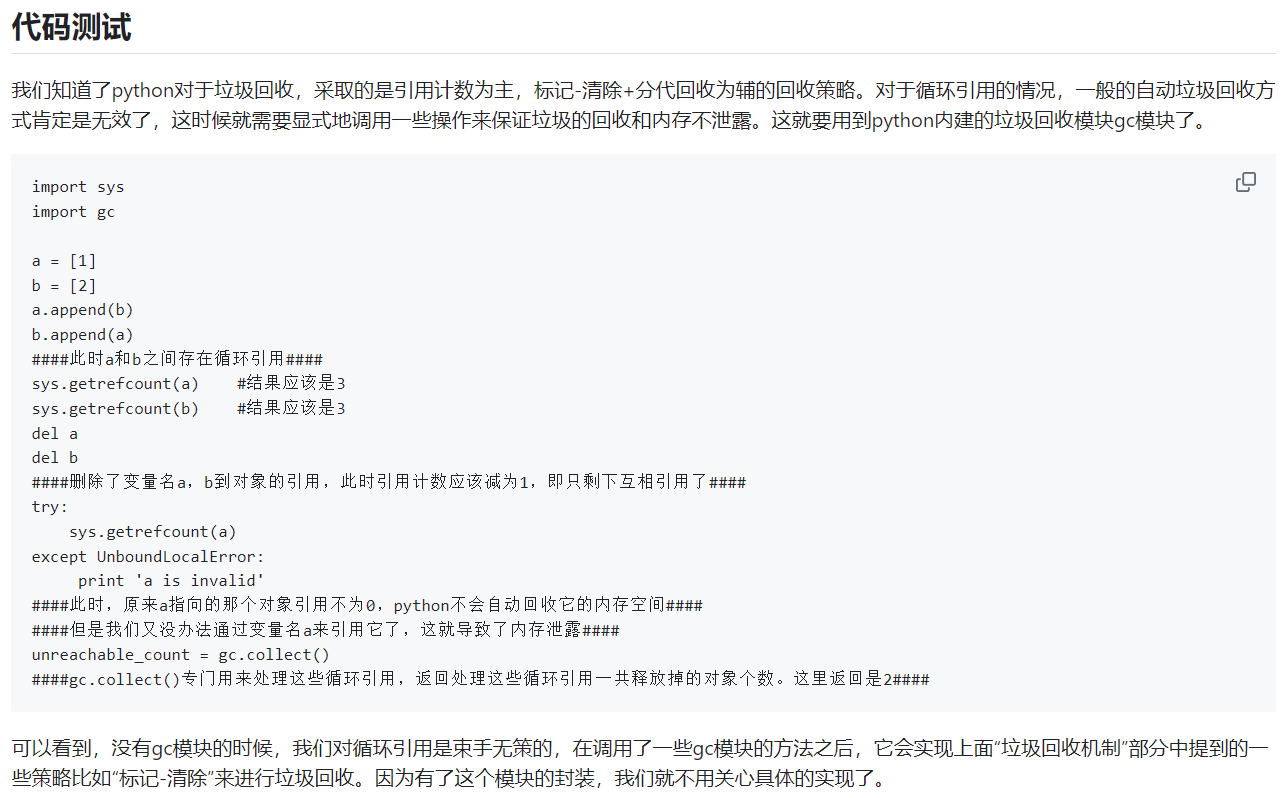 代码测试
我们知道了python对于垃圾回收，采取的是引用计数为主，标记-清除+分代回收为辅的回收策略。对于循环引用的情况，一般的自动垃圾回收方
式肯定是无效了，这时候就需要显式地调用一些操作来保证垃圾的回收和内存不泄露。这就要用到python内建的垃圾回收模块gc模块了。
import sys
import gc
a = [1]
b = [2]
a.append(b)
b.append(a)
####此时a和b之间存在循环引用####
sys.getrefcount(a)    #结果应该是3
sys.getrefcount(b)    #结果应该是3
del a
del b
####删除了变量名a，b到对象的引用，此时引用计数应该减为1，即只剩下互相引用了####
try:
    sys.getrefcount(a)
except UnboundLocalError:
     print 'a is invalid'
####此时，原来a指向的那个对象引用不为0，python不会自动回收它的内存空间####
####但是我们又没办法通过变量名a来引用它了，这就导致了内存泄露####
unreachable_count = gc.collect()
####gc.collect()专门用来处理这些循环引用，返回处理这些循环引用一共释放掉的对象个数。这里返回是2####
可以看到，没有gc模块的时候，我们对循环引用是束手无策的，在调用了一些gc模块的方法之后，它会实现上面“垃圾回收机制”部分中提到的一
些策略比如“标记-清除”来进行垃圾回收。因为有了这个模块的封装，我们就不用关心具体的实现了。